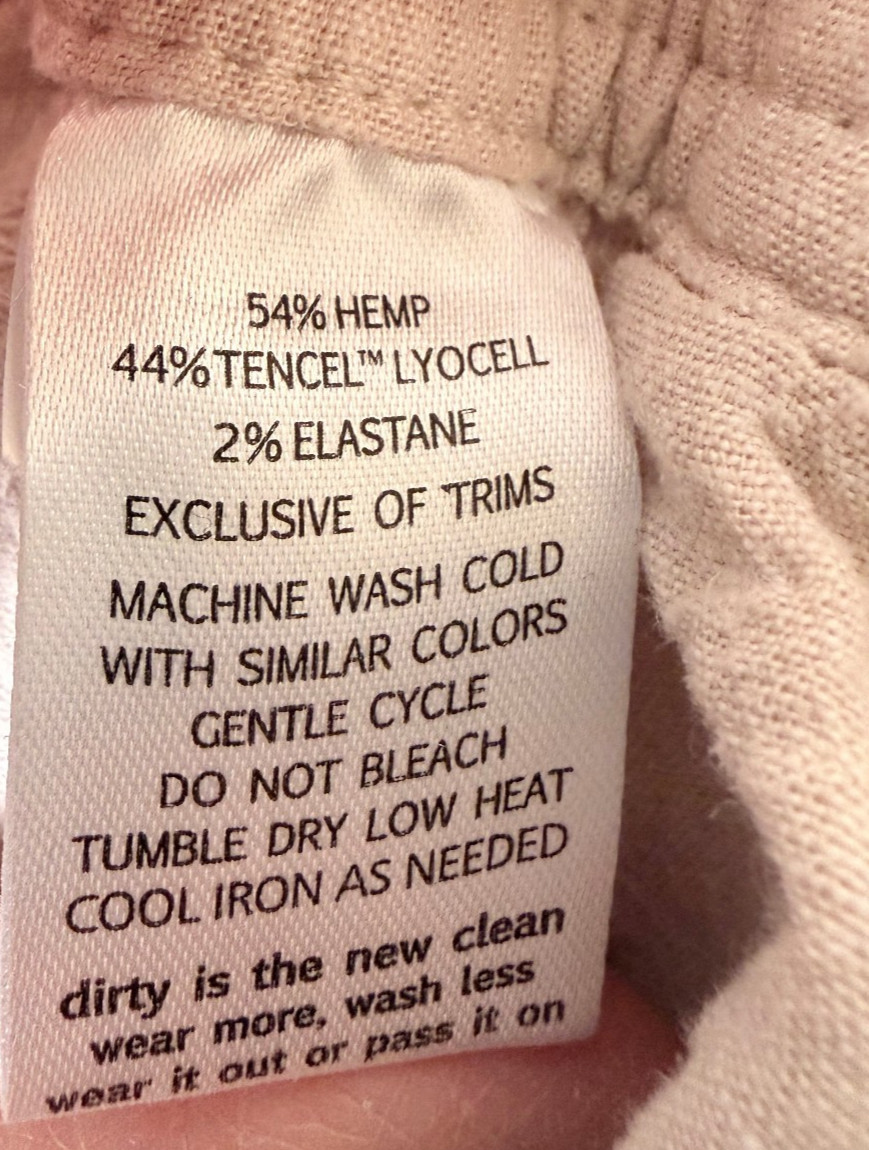 54% HEMP
44% TENCEL™ LYOCELL
2% ELASTANE
EXCLUSIVE OF TRIMS
MACHINE WASH COLD
WITH SIMILAR COLORS
GENTLE CYCLE
DO NOT BLEACH
TUMBLE DRY LOW HEAT
COOL IRON AS NEEDED
dirty is the new clean
wear more, wash less
wear it out or pass it on